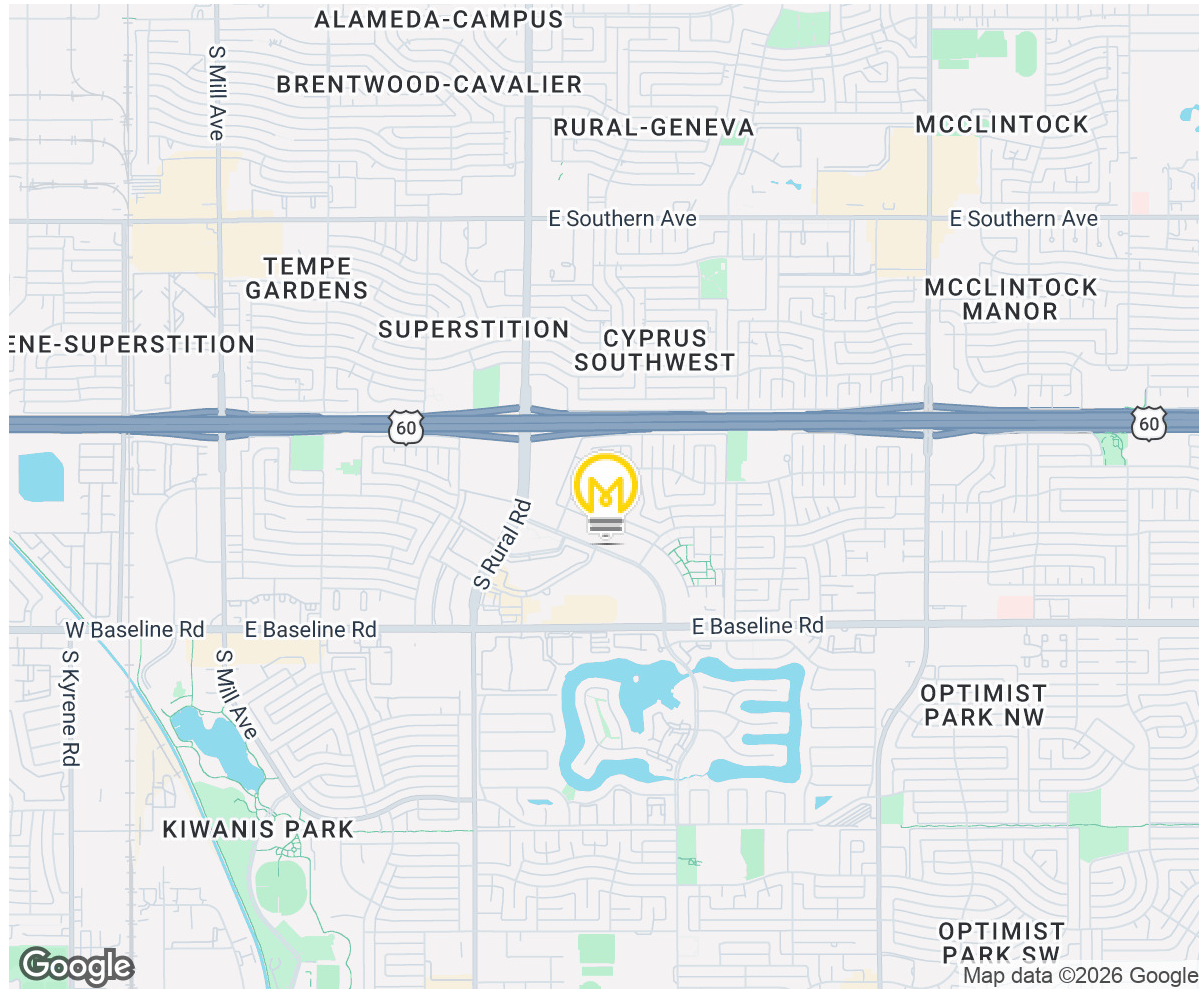 ALAMEDA-CAMPUS
S Mill Ave
BRENTWOOD-CAVALIER
RURAL-GENEVA
MCCLINTOCK
E Southern Ave
E Southern Ave
TEMPE
GARDENS
MCCLINTOCK
MANOR
SUPERSTITION
ENE-SUPERSTITION
CYPRUS
SOUTHWEST
60
60
M
S Rural Rd
W Baseline Rd
E Baseline Rd
E Baseline Rd
S Kyrene Rd
S Mill Ave
OPTIMIST
PARK NW
KIWANIS PARK
OPTIMIST
PARK SW
Google
Map data ©2026 Google